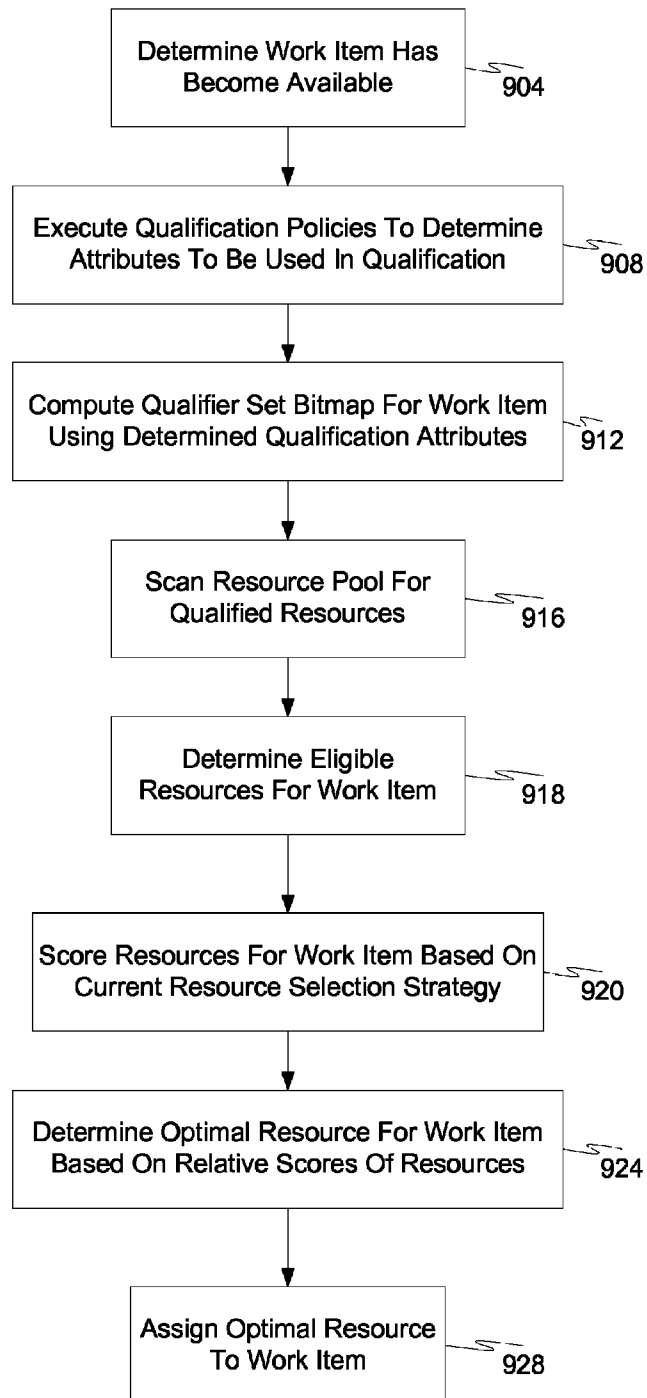 Determine Work Item Has
Become Available
904
Execute Qualification Policies To Determine
Attributes To Be Used In Qualification
908
Compute Qualifier Set Bitmap For Work Item
Using Determined Qualification Attributes
912
Scan Resource Pool For
Qualified Resources
916
Determine Eligible
Resources For Work Item
918
Score Resources For Work Item Based On
Current Resource Selection Strategy
920
Determine Optimal Resource For Work Item
Based On Relative Scores Of Resources
924
Assign Optimal Resource
To Work Item
928